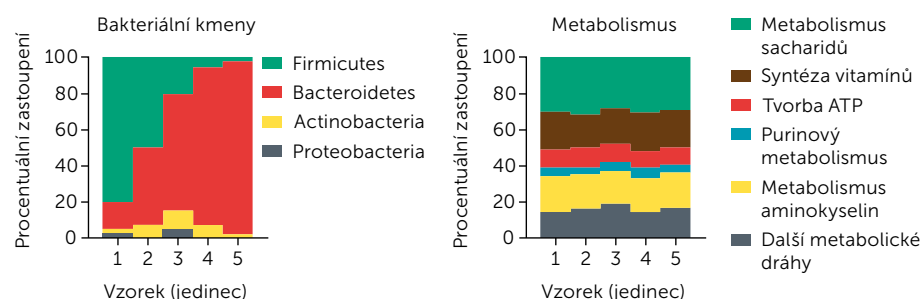 Bakteriální kmeny
Procentuální zastoupení
100
80
60
40
20
0
1 2 3 4 5
Vzorek (jedinec)
Firmicutes
Bacteroidetes
Actinobacteria
Proteobacteria
Metabolismus
Procentuální zastoupení
100
80
60
40
20
0
1 2 3 4 5
Vzorek (jedinec)
Metabolismus
sacharidů
Syntéza vitamínů
Tvorba ATP
Purinový
metabolismus
Metabolismus
aminokyselin
Další metabolické
dráhy